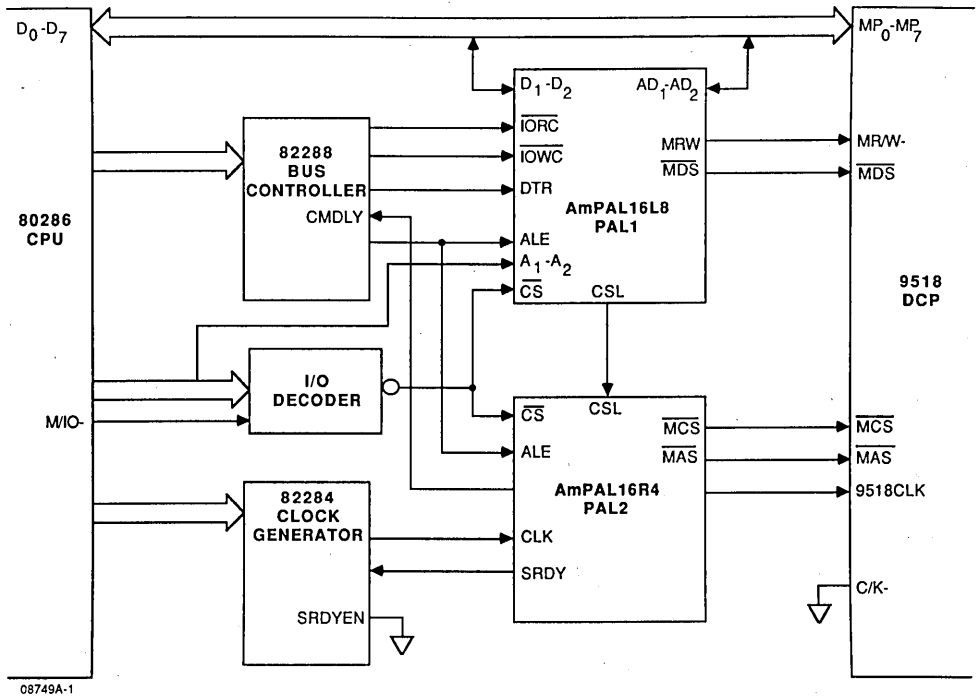 D0-D7
MP0-MP7
D1-D2
AD1-AD2
82288
BUS
CONTROLLER
CMDLY
IORC
IOWC
DTR
MRW
MDS
MR/W-
MDS
AmPAL16L8
PAL1
80286
CPU
ALE
A1-A2
CS
CSL
9518
DCP
I/O
DECODER
M/IO-
CS
CSL
MCS
MCS
ALE
MAS
MAS
AmPAL16R4
PAL2
9518CLK
82284
CLOCK
GENERATOR
CLK
SRDY
SRDYEN
C/K-
08749A-1